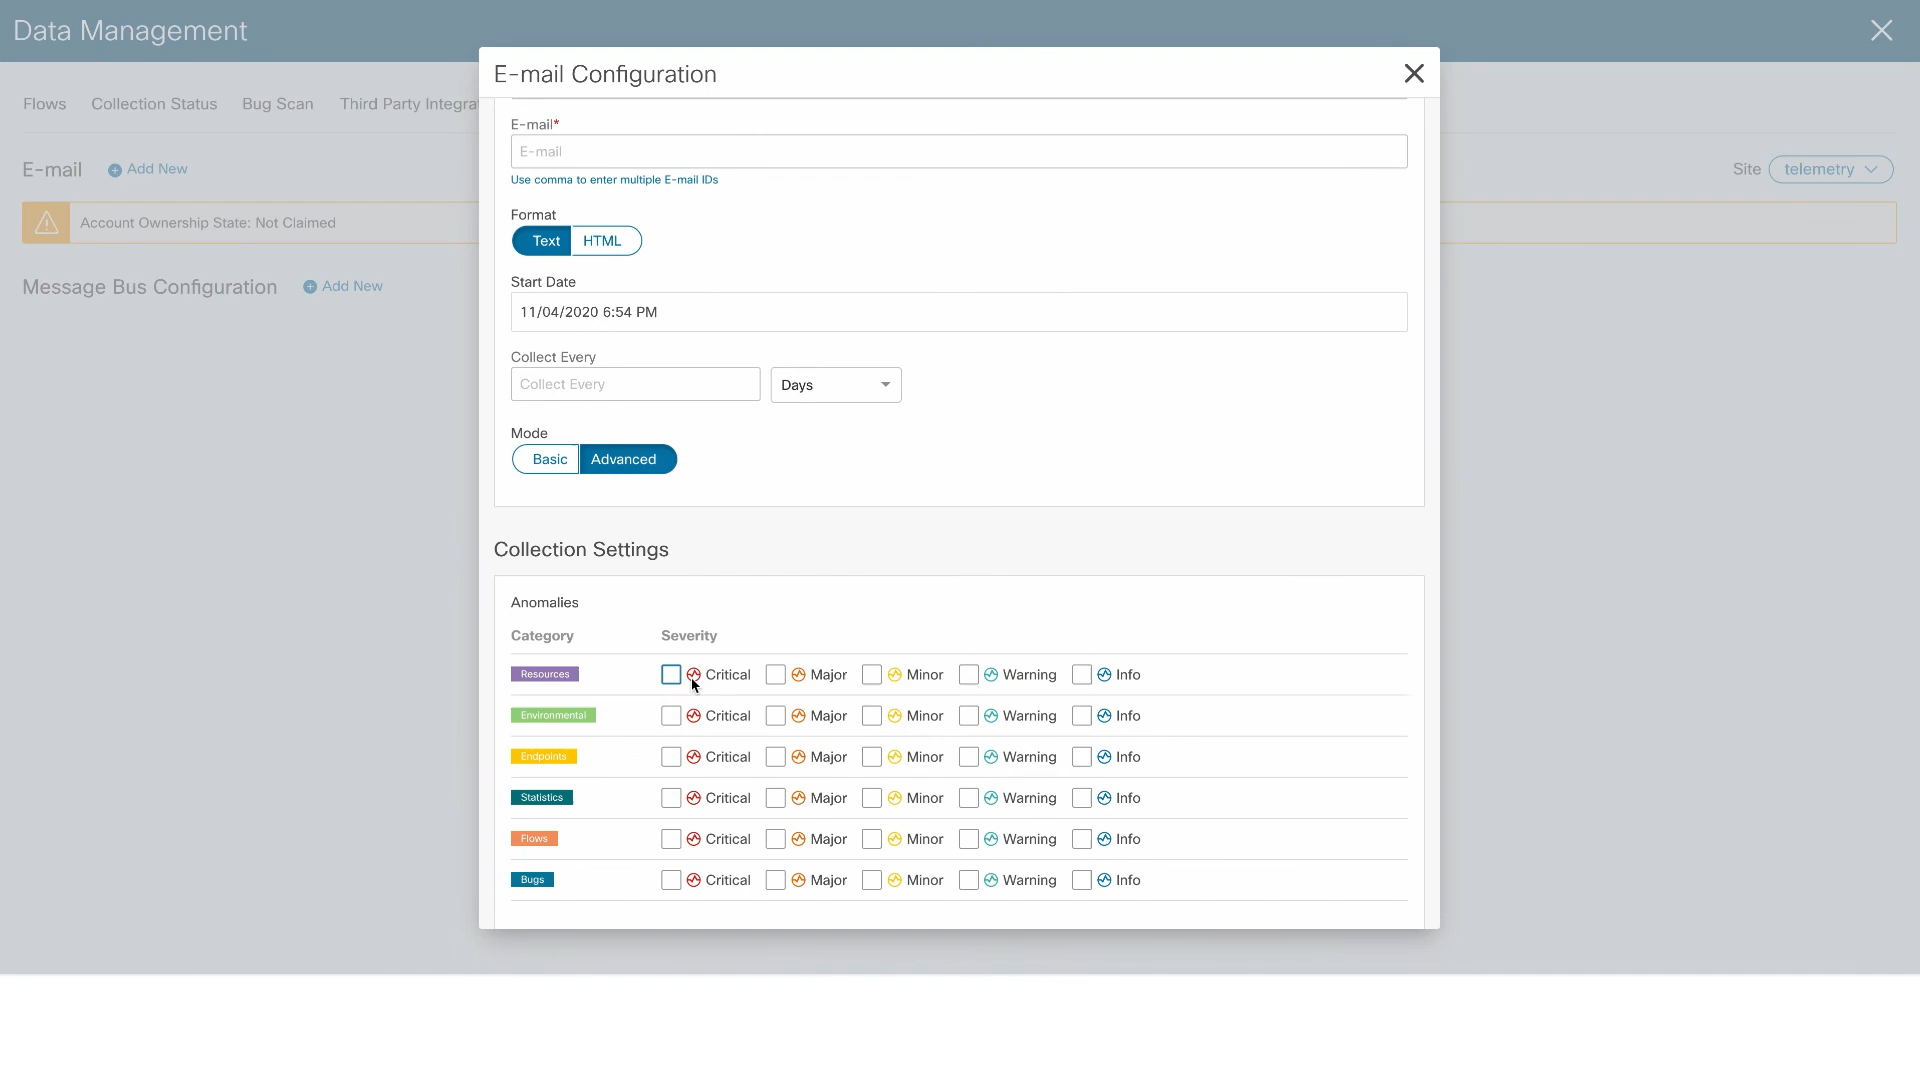 Data Management
E-mail Configuration
Flows Collection Status Bug Scan Third Party Integra
E-mail*
E-mail
Use comma to enter multiple E-mail IDs
E-mail Add New
Site telemetry
Account Ownership State: Not Claimed
Format
Text HTML
Message Bus Configuration Add New
Start Date
11/04/2020 6:54 PM
Collect Every
Collect Every Days
Mode
Basic Advanced
Collection Settings
Anomalies
Category Severity
Resources Critical Major Minor Warning Info
Environmental Critical Major Minor Warning Info
Endpoints Critical Major Minor Warning Info
Statistics Critical Major Minor Warning Info
Flows Critical Major Minor Warning Info
Bugs Critical Major Minor Warning Info